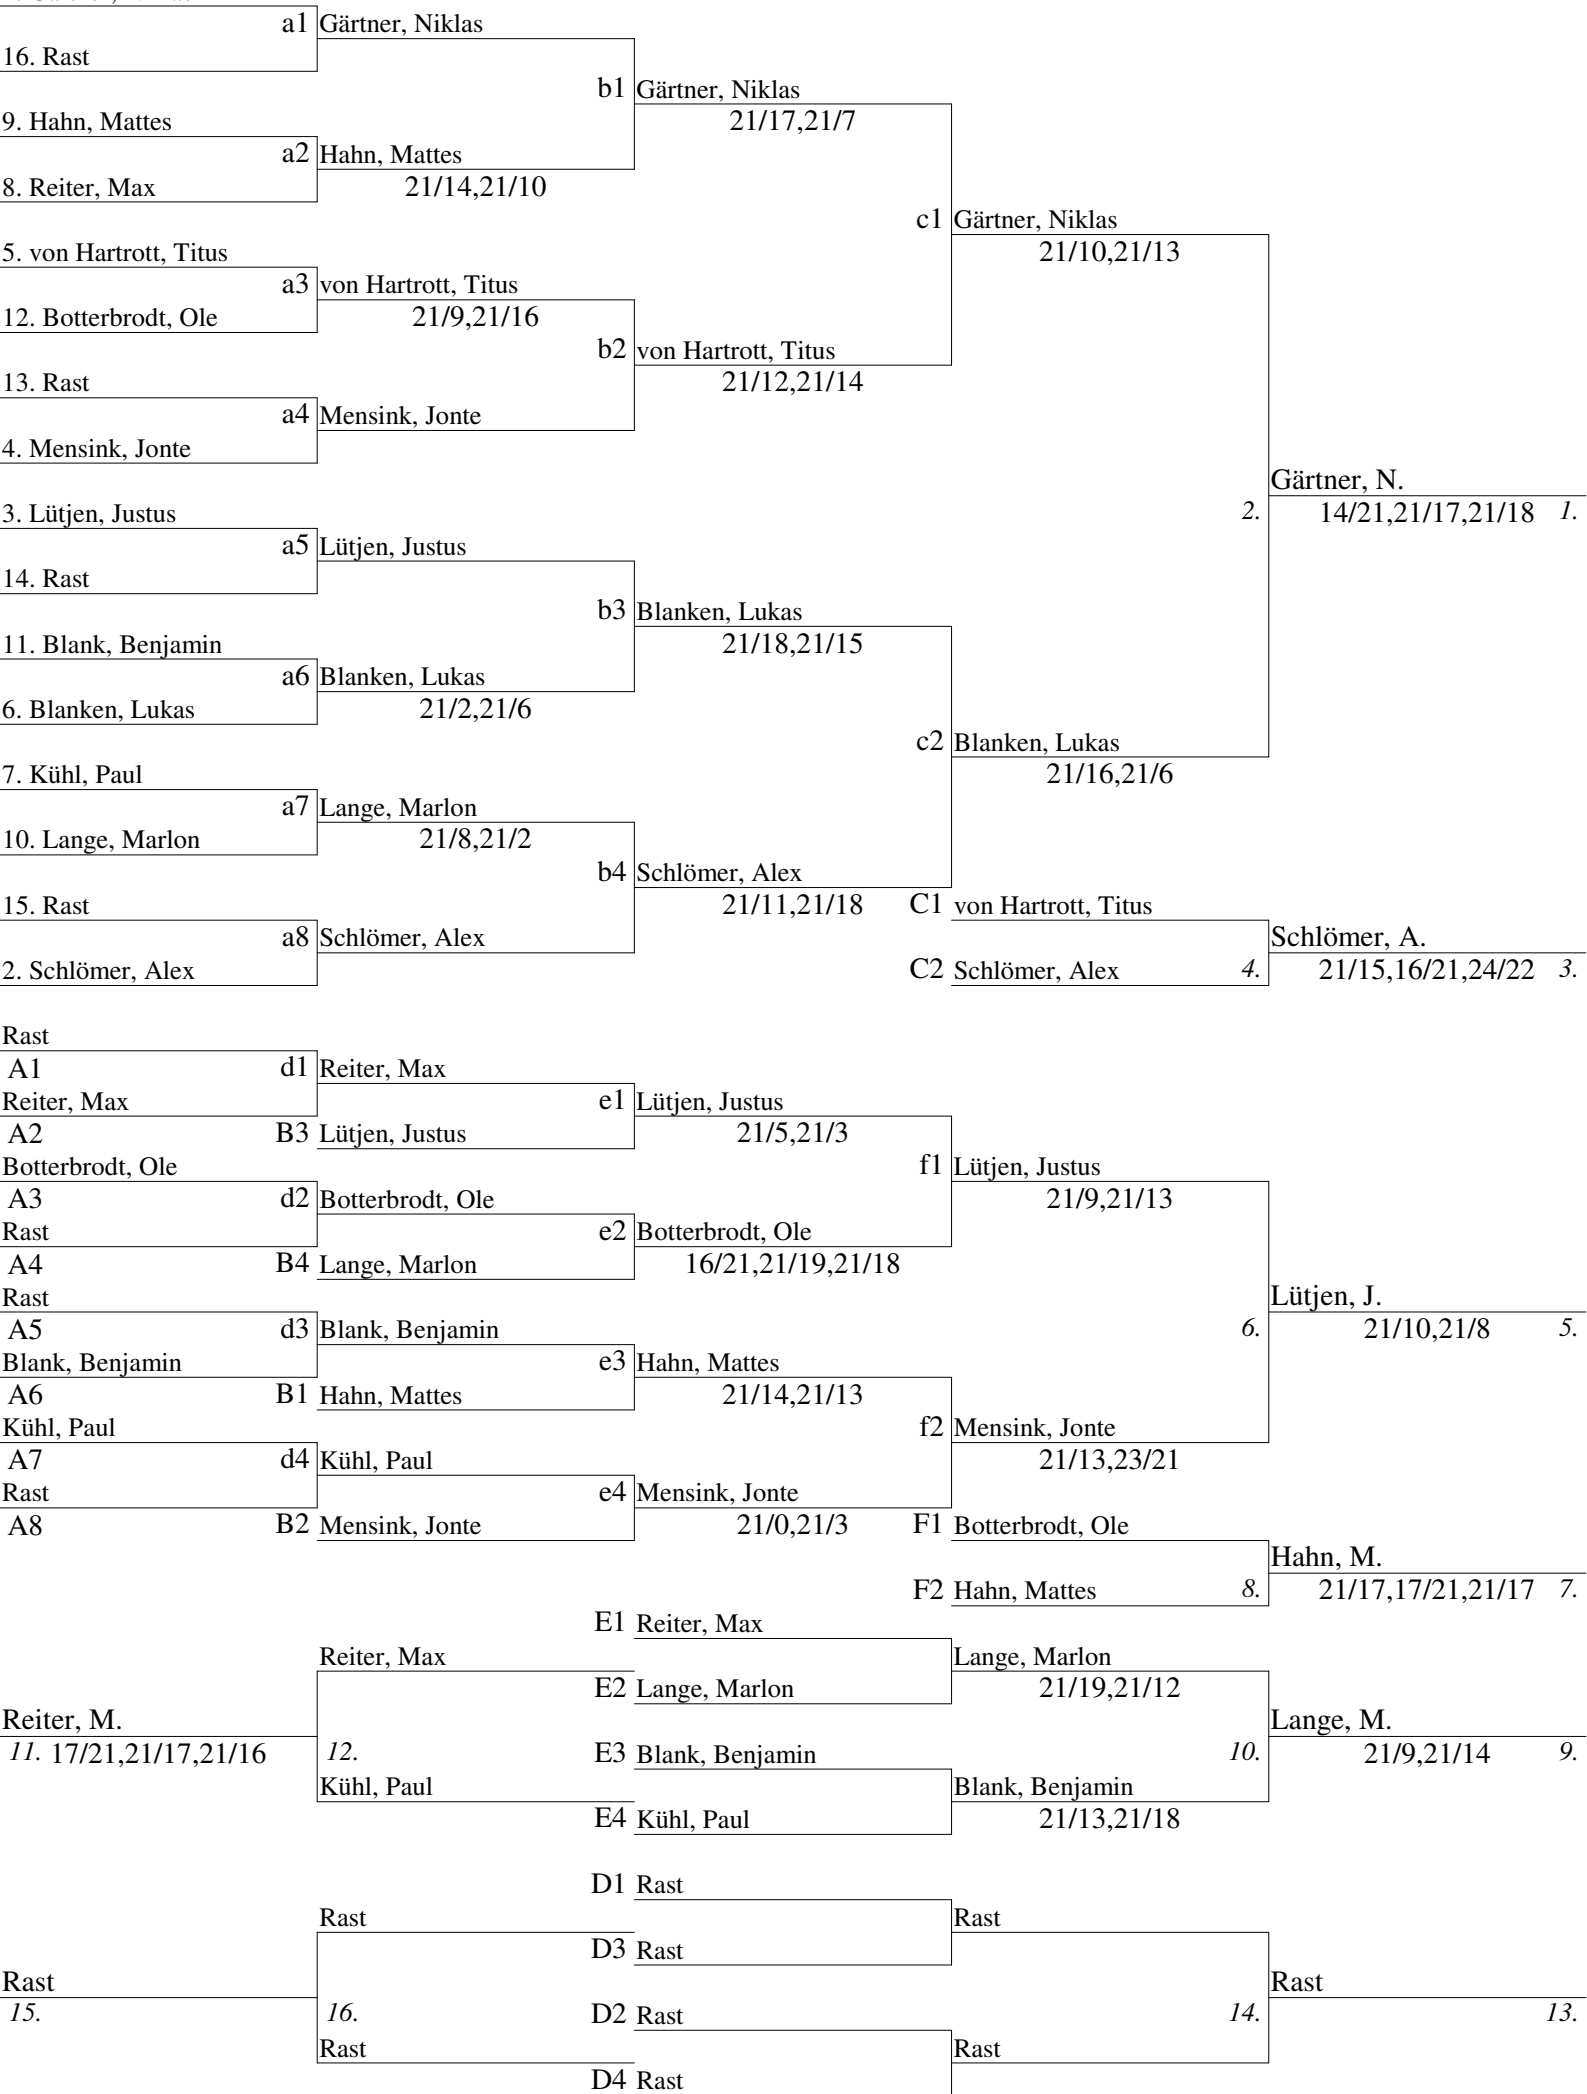 a1 Gärtner, Niklas
16. Rast
b1 Gärtner, Niklas
21/17,21/7
9. Hahn, Mattes
a2 Hahn, Mattes
21/14,21/10
8. Reiter, Max
c1 Gärtner, Niklas
21/10,21/13
5. von Hartrott, Titus
a3 von Hartrott, Titus
21/9,21/16
12. Botterbrodt, Ole
b2 von Hartrott, Titus
21/12,21/14
13. Rast
a4 Mensink, Jonte
4. Mensink, Jonte
Gärtner, N.
2. 14/21,21/17,21/18 1.
3. Lütjen, Justus
a5 Lütjen, Justus
14. Rast
b3 Blanken, Lukas
21/18,21/15
11. Blank, Benjamin
a6 Blanken, Lukas
21/2,21/6
6. Blanken, Lukas
c2 Blanken, Lukas
21/16,21/6
7. Kühl, Paul
a7 Lange, Marlon
21/8,21/2
10. Lange, Marlon
b4 Schlömer, Alex
21/11,21/18
15. Rast
C1 von Hartrott, Titus
a8 Schlömer, Alex
Schlömer, A.
2. Schlömer, Alex
C2 Schlömer, Alex 4. 21/15,16/21,24/22 3.
Rast
A1 d1 Reiter, Max
Reiter, Max
e1 Lütjen, Justus
A2 B3 Lütjen, Justus 21/5,21/3
Botterbrodt, Ole
f1 Lütjen, Justus
A3 d2 Botterbrodt, Ole 21/9,21/13
Rast
e2 Botterbrodt, Ole
A4 B4 Lange, Marlon 16/21,21/19,21/18
Rast
Lütjen, J.
A5 d3 Blank, Benjamin 6. 21/10,21/8 5.
Blank, Benjamin
e3 Hahn, Mattes
A6 B1 Hahn, Mattes 21/14,21/13
Kühl, Paul
f2 Mensink, Jonte
A7 d4 Kühl, Paul 21/13,23/21
Rast
e4 Mensink, Jonte
A8 B2 Mensink, Jonte 21/0,21/3 F1 Botterbrodt, Ole
Hahn, M.
F2 Hahn, Mattes 8. 21/17,17/21,21/17 7.
E1 Reiter, Max
Reiter, Max
Lange, Marlon
E2 Lange, Marlon 21/19,21/12
Reiter, M.
Lange, M.
11. 17/21,21/17,21/16 12. E3 Blank, Benjamin 10. 21/9,21/14 9.
Kühl, Paul
Blank, Benjamin
E4 Kühl, Paul 21/13,21/18
D1 Rast
Rast
Rast
D3 Rast
Rast
Rast
15. 16. D2 Rast 14. 13.
Rast
Rast
D4 Rast